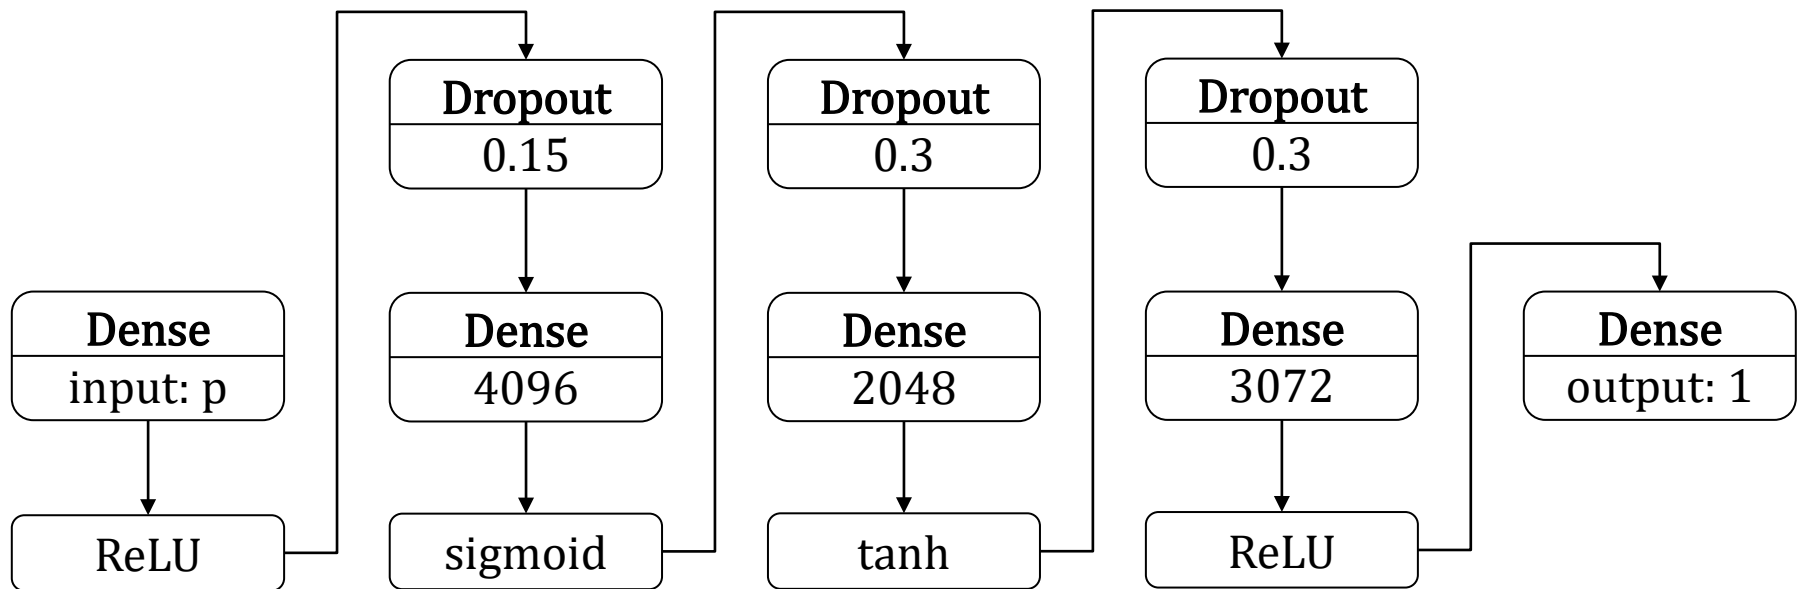 Dense
input: p
ReLU
Dropout
0.15
Dense
4096
sigmoid
Dropout
0.3
Dense
2048
tanh
Dropout
0.3
Dense
3072
ReLU
Dense
output: 1